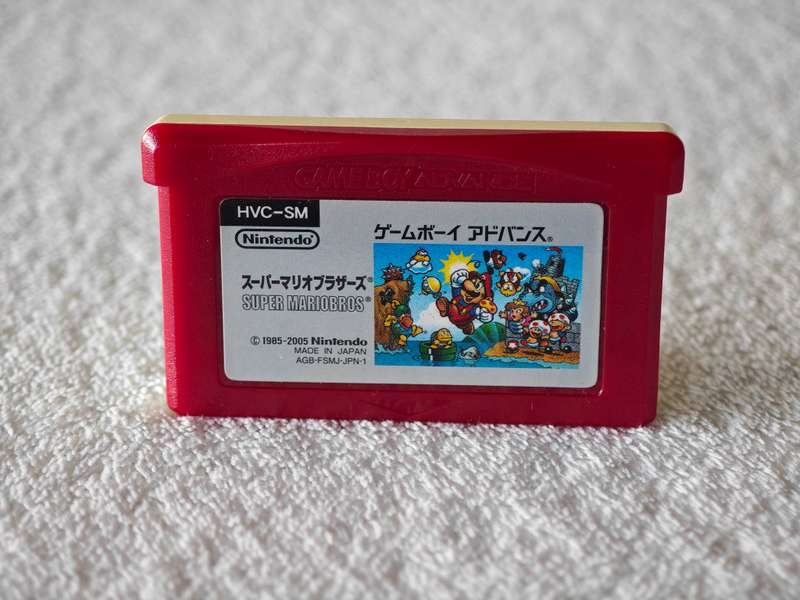 GAME BOY ADVANCE
HVC-SM
Nintendo
ゲームボーイ アドバンス®
スーパーマリオブラザーズ®
SUPER MARIOBROS®
© 1985-2005 Nintendo
MADE IN JAPAN
AGB-FSMJ-JPN-1